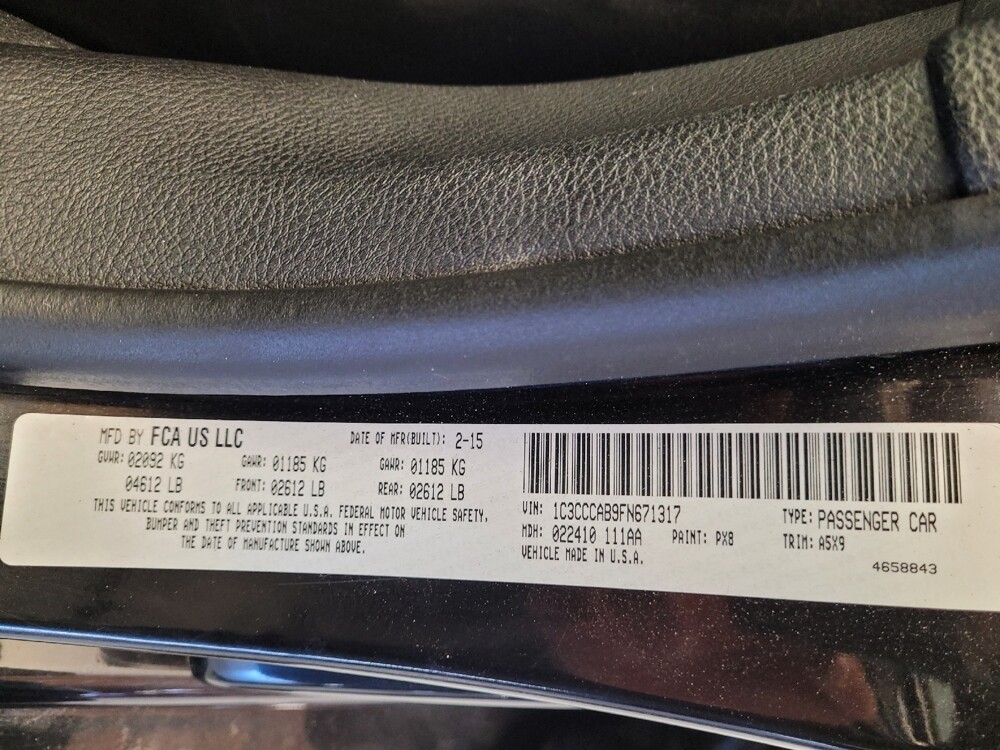 MFD BY FCA US LLC DATE OF MFR(BUILT): 2-15
GVWR: 02092 KG GAWR: 01185 KG GAWR: 01185 KG
04612 LB FRONT: 02612 LB REAR: 02612 LB
THIS VEHICLE CONFORMS TO ALL APPLICABLE U.S.A. FEDERAL MOTOR VEHICLE SAFETY,
BUMPER AND THEFT PREVENTION STANDARDS IN EFFECT ON
THE DATE OF MANUFACTURE SHOWN ABOVE.
VIN: 1C3CCCAB9FN671317 TYPE: PASSENGER CAR
MDH: 022410 111AA PAINT: PX8 TRIM: A5X9
VEHICLE MADE IN U.S.A.
4658843